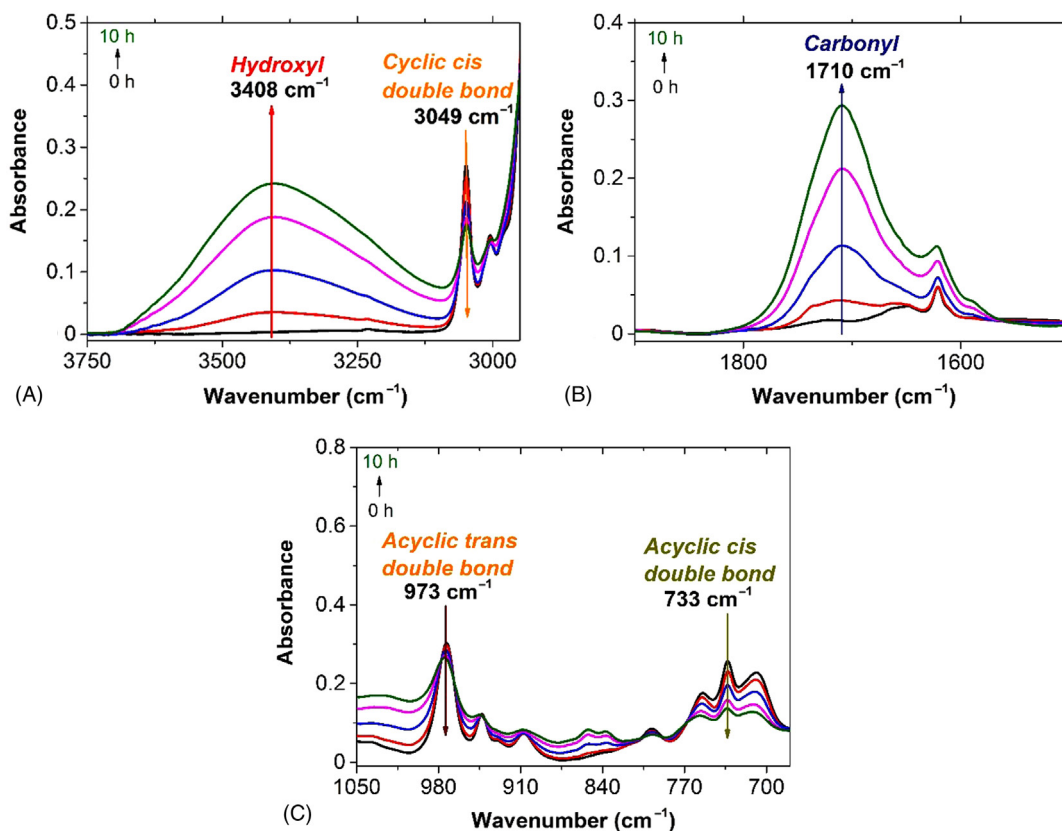 10 h
0 h
Hydroxyl
3408 cm⁻¹
Cyclic cis
double bond
3049 cm⁻¹
0.5
0.4
0.3
0.2
0.1
0
Absorbance
3750
3500
3250
3000
Wavenumber (cm⁻¹)
(A)
10 h
0 h
Carbonyl
1710 cm⁻¹
0.4
0.3
0.2
0.1
0
Absorbance
1800
1600
Wavenumber (cm⁻¹)
(B)
10 h
0 h
Acyclic trans
double bond
973 cm⁻¹
Acyclic cis
double bond
733 cm⁻¹
0.8
0.6
0.4
0.2
0
Absorbance
1050
980
910
840
770
700
Wavenumber (cm⁻¹)
(C)